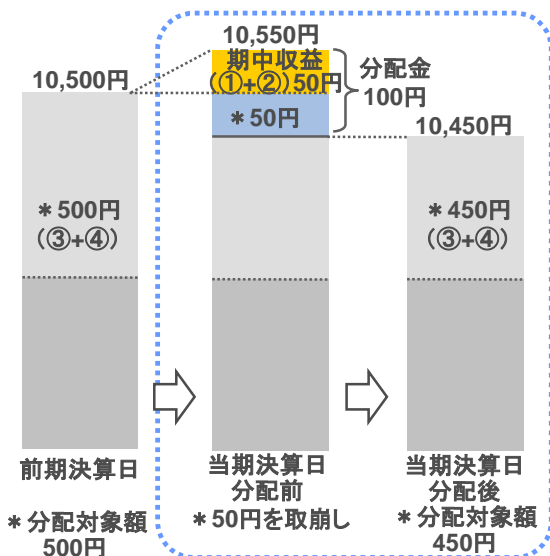 10,500円
＊500円
(③+④)
前期決算日
＊分配対象額
500円
10,550円
期中収益
(①+②)50円
＊50円
分配金
100円
当期決算日
分配前
＊50円を取崩し
10,450円
＊450円
(③+④)
当期決算日
分配後
＊分配対象額
450円